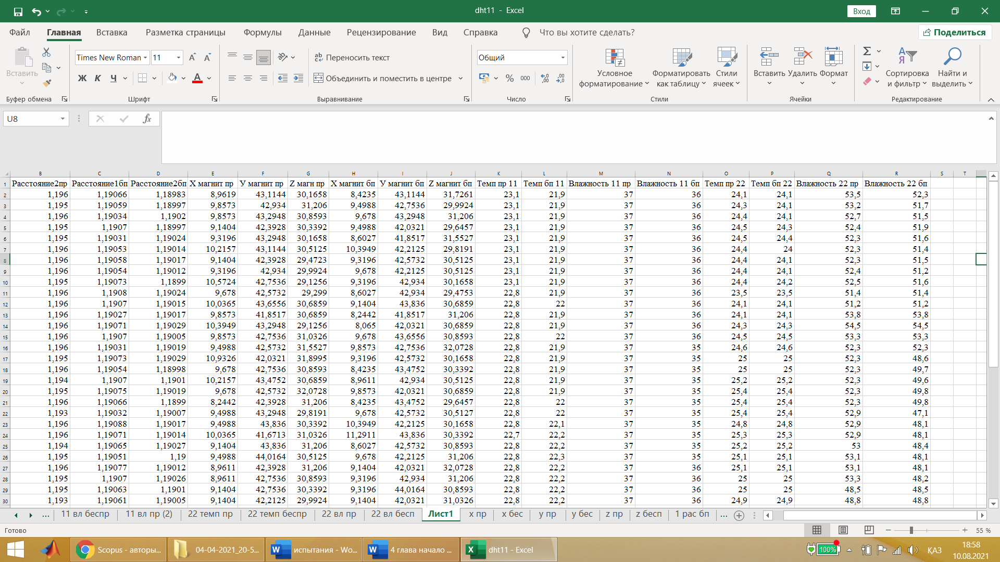 dht11 - Excel
Вход
Файл Главная Вставка Разметка страницы Формулы Данные Рецензирование Вид Справка Что вы хотите сделать? Поделиться
Вставить
Буфер обмена
Times New Roman 11
Ж К Ч
Шрифт
Переносить текст
Объединить и поместить в центре
Выравнивание
Общий
% 000
Число
Условное форматирование
Форматировать как таблицу
Стили ячеек
Стили
Вставить Удалить Формат
Ячейки
Сортировка и фильтр
Найти и выделить
Редактирование
U8 fx
B C D E F G H I J K L M N O P Q R S T
1 Расстояние2пр Расстояние1бп Расстояние2бп Х магнит пр У магнит пр Z магн пр Х магнит бп У магнит бп Z магнит бп Темп пр 11 Темп бп 11 Влажность 11 пр Влажность 11 бп Темп пр 22 Темп бп 22 Влажность 22 пр Влажность 22 бп
2 1,196 1,19066 1,18983 8,9619 43,1144 30,1658 8,4235 43,1144 31,7261 23,1 21,9 37 36 24,1 24,1 53,5 52,3
3 1,195 1,19059 1,18997 9,8573 42,934 31,206 9,4988 42,7536 29,9924 23,1 21,9 37 36 24,3 24,1 53,2 51,7
4 1,196 1,19034 1,1902 9,8573 43,2948 30,8593 9,678 43,2948 31,206 23,1 21,9 37 36 24,4 24,1 52,7 51,5
5 1,195 1,1907 1,18997 9,1404 42,3928 30,3392 9,4988 42,0321 29,6457 23,1 21,9 37 36 24,5 24,3 52,4 51,9
6 1,195 1,19031 1,19024 9,3196 43,2948 30,1658 8,6027 41,8517 31,5527 23,1 21,9 37 36 24,5 24,4 52,3 51,6
7 1,196 1,19053 1,19014 10,2157 43,1144 30,5125 10,3949 42,2125 29,8191 23,1 21,9 37 36 24,4 24 52,3 51,4
8 1,196 1,19058 1,19017 9,1404 42,3928 29,4723 9,3196 42,5732 30,5125 23,1 21,9 37 36 24,4 24,1 52,3 51,5
9 1,196 1,19054 1,19012 9,3196 42,934 29,9924 9,678 42,2125 30,5125 23,1 21,9 37 36 24,4 24,1 52,4 51,2
10 1,195 1,19073 1,1899 10,5724 42,7536 29,1256 9,3196 42,934 30,1658 23,1 21,9 37 36 24,4 24,2 52,5 51,6
11 1,196 1,1908 1,19024 9,678 42,5732 29,299 8,6027 42,934 29,4753 22,8 21,9 37 36 23,5 23,5 51,4 51,4
12 1,196 1,1907 1,19015 10,0365 43,6556 30,6859 9,1404 43,836 30,6859 22,8 22 37 36 24,1 24,1 51,2 51,2
13 1,196 1,19027 1,19017 9,8573 41,8517 30,6859 8,2442 41,8517 31,206 22,8 21,9 37 36 24,1 24,1 53,8 53,8
14 1,196 1,19071 1,19029 10,3949 43,2948 29,1256 8,065 42,0321 30,6859 22,8 21,9 37 36 24,3 24,3 54,5 54,5
15 1,196 1,1907 1,19005 9,8573 42,7536 31,0326 9,678 43,6556 30,8593 22,8 22 37 36 24,5 24,5 53,3 53,3
16 1,196 1,19031 1,19019 9,4988 42,5732 31,5527 9,8573 42,7536 32,0728 22,8 21,9 37 35 24,6 24,6 52,3 52,3
17 1,195 1,19073 1,19029 10,9326 42,0321 31,8995 9,3196 42,5732 30,1658 22,8 21,9 37 35 25 25 52,3 48,6
18 1,196 1,19054 1,18998 9,678 42,7536 30,8593 8,4235 43,4752 30,3392 22,8 21,9 37 35 25 25 52,3 49,7
19 1,194 1,1907 1,1901 10,2157 43,4752 30,6859 8,9611 42,934 30,5125 22,8 21,9 37 35 25,2 25,2 52,3 49,6
20 1,195 1,19075 1,19019 9,678 42,5732 32,0728 9,8573 42,0321 30,6859 22,8 21,9 37 35 25,4 25,4 52,3 49,8
21 1,196 1,19066 1,1899 8,2442 42,3928 31,206 8,4235 43,4752 29,6457 22,8 22 37 35 25,4 25,4 52,3 49,8
22 1,193 1,19032 1,19007 9,4988 43,2948 29,8191 9,678 42,5732 30,5127 22,8 22 37 35 25,4 25,4 52,9 47,1
23 1,196 1,19088 1,19017 9,4988 43,836 30,3392 10,3949 42,2125 30,1658 22,8 22,1 37 35 24,8 24,8 52,9 48,1
24 1,196 1,19071 1,19014 10,0365 41,6713 31,0326 11,2911 43,836 30,3392 22,7 22,2 37 35 25,3 25,3 52,9 48,1
25 1,194 1,19065 1,19027 9,1404 43,836 31,206 8,6027 42,5732 30,8593 22,8 22,2 37 35 25,2 25,2 53 48,4
26 1,195 1,19051 1,19 9,4988 44,0164 30,5125 9,678 42,2125 31,206 22,8 22,3 37 35 25,1 25,1 53,1 48,1
27 1,196 1,19077 1,19012 8,9611 42,3928 31,206 9,1404 42,0321 32,0728 22,8 22,2 37 35 25,1 25,1 53,1 48,1
28 1,195 1,1907 1,19026 8,9611 42,7536 30,8593 9,3196 42,934 31,206 22,8 22,2 37 36 25 25 53,3 48,2
29 1,195 1,19063 1,1901 9,1404 42,7536 30,3392 9,3196 44,0164 30,8593 22,8 22,2 37 36 25 25 48,5 48,5
30 1,193 1,19061 1,19005 9,1404 42,2125 29,9924 9,1404 42,0321 31,0326 22,8 22,2 37 36 24,9 24,9 48,8 48,8
... 11 вл беспр 11 вл пр (2) 22 темп пр 22 темп беспр 22 вл пр 22 вл бесп Лист1 х пр х бес у пр у бес z пр z бесп 1 рас бп ...
Готово 55 %
Scopus - авторы... 04-04-2021_20-5... испытания - Wo... 4 глава начало ... dht11 - Excel 100% ҚАЗ 18:58
10.08.2021